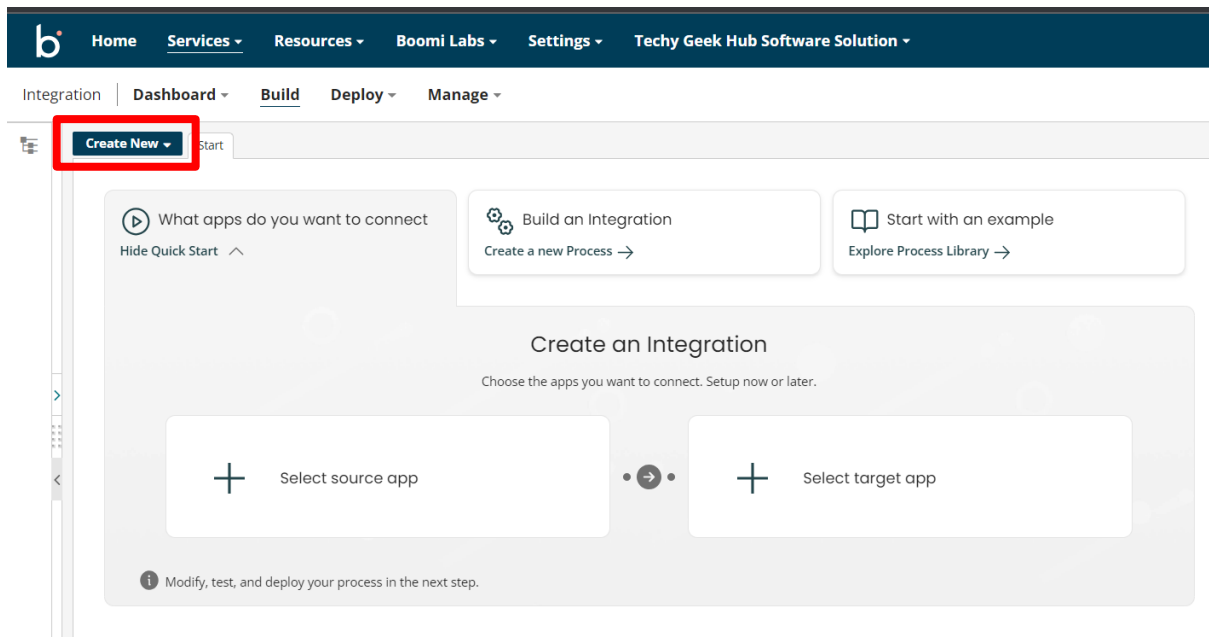 bi Home Services Resources Boomi Labs Settings Techy Geek Hub Software Solution
Integration Dashboard Build Deploy Manage
Create New Start
What apps do you want to connect
Hide Quick Start
Build an Integration
Create a new Process →
Start with an example
Explore Process Library →
Create an Integration
Choose the apps you want to connect. Setup now or later.
Select source app
Select target app
Modify, test, and deploy your process in the next step.